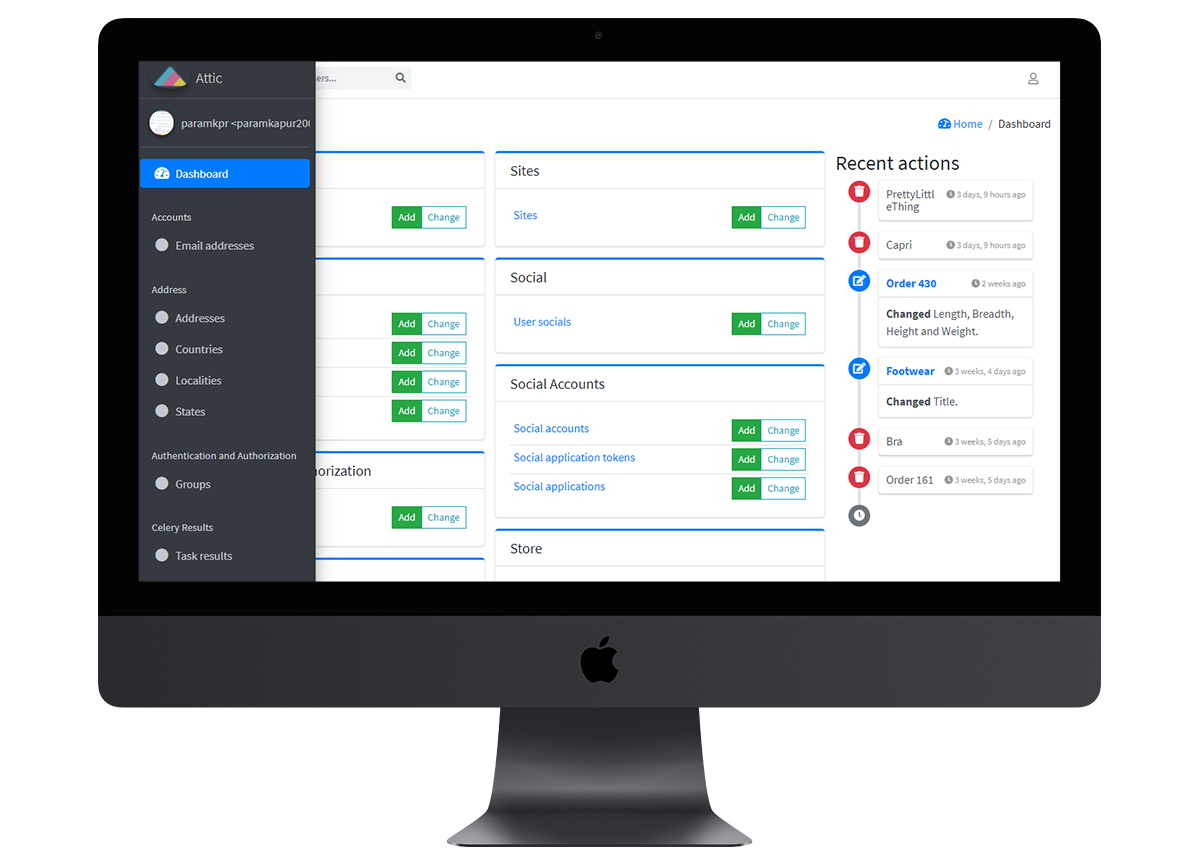 Attic
ers...
paramkpr <paramkapur20
Home / Dashboard
Dashboard
Accounts
Email addresses
Address
Addresses
Countries
Localities
States
Authentication and Authorization
Groups
Celery Results
Task results
Add Change
Add Change
Add Change
Add Change
Add Change
orization
Add Change
Sites
Sites Add Change
Social
User socials Add Change
Social Accounts
Social accounts Add Change
Social application tokens Add Change
Social applications Add Change
Store
Recent actions
PrettyLittl
eThing
3 days, 9 hours ago
Capri 3 days, 9 hours ago
Order 430 2 weeks ago
Changed Length, Breadth,
Height and Weight.
Footwear 3 weeks, 4 days ago
Changed Title.
Bra 3 weeks, 5 days ago
Order 161 3 weeks, 5 days ago